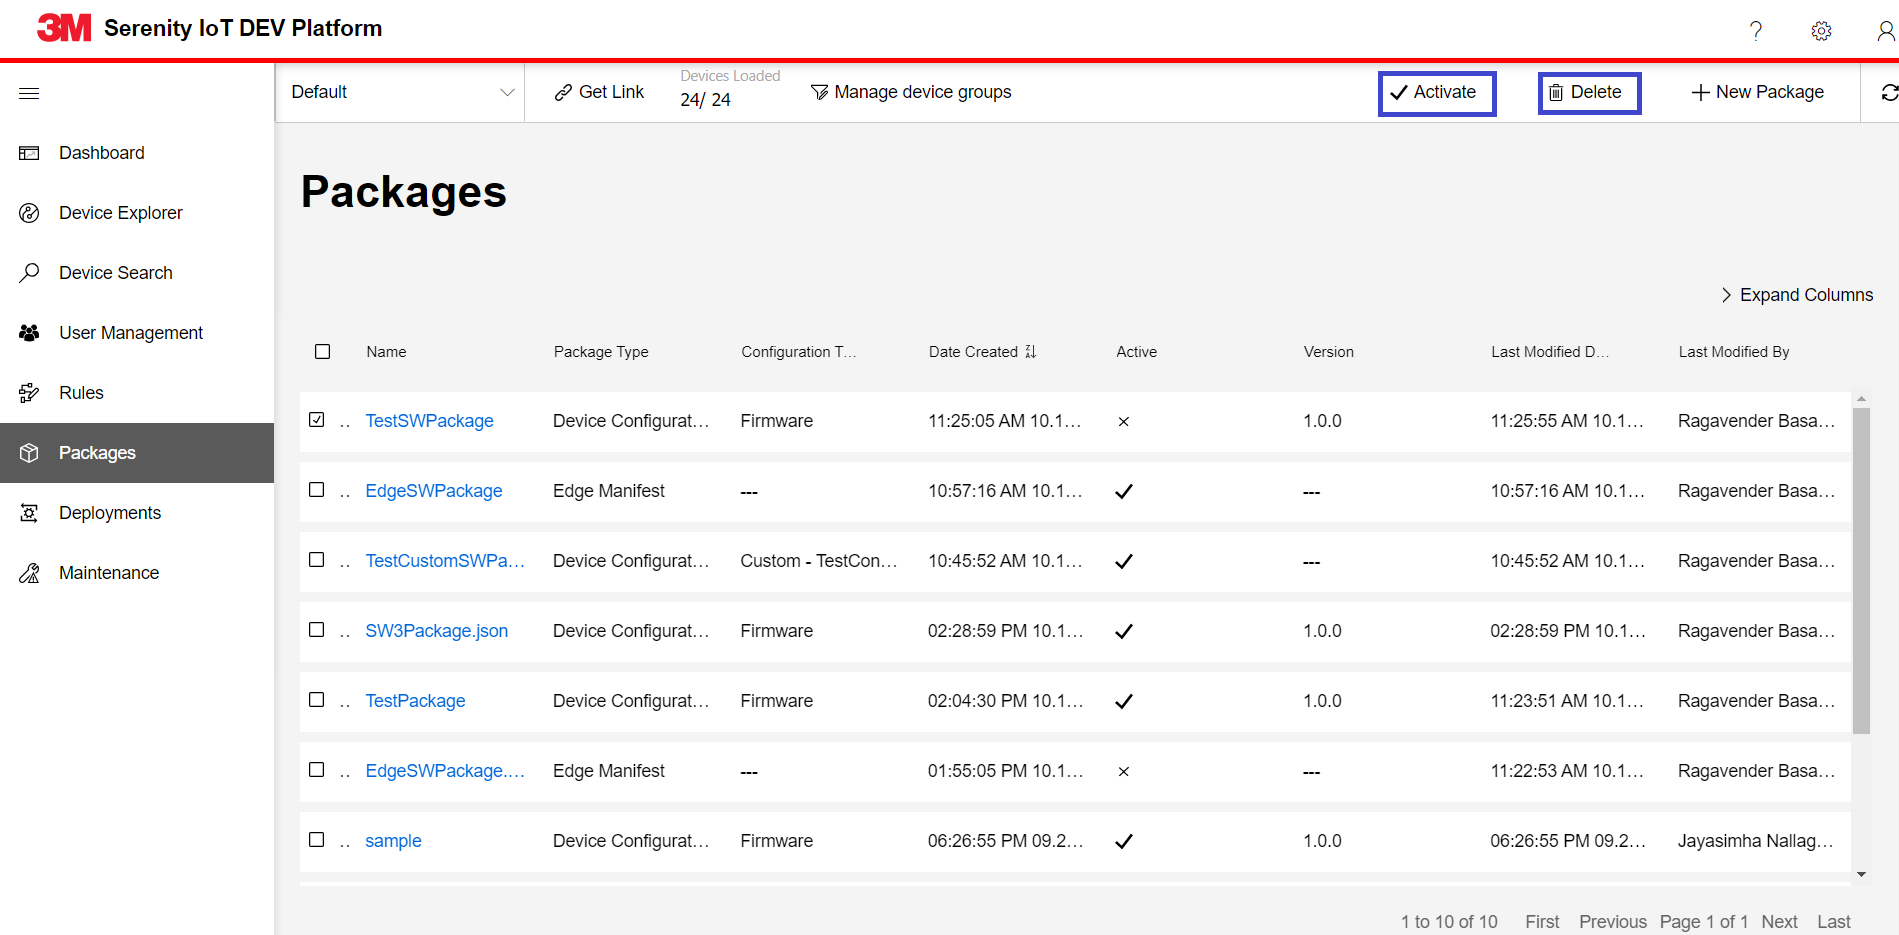 3M Serenity IoT DEV Platform
?
Default
Get Link
Devices Loaded
24/ 24
Manage device groups
Activate
Delete
New Package
Dashboard
Device Explorer
Device Search
User Management
Rules
Packages
Deployments
Maintenance
Packages
Expand Columns
Name Package Type Configuration T... Date Created Active Version Last Modified D... Last Modified By
.. TestSWPackage Device Configurat... Firmware 11:25:05 AM 10.1... 1.0.0 11:25:55 AM 10.1... Ragavender Basa...
.. EdgeSWPackage Edge Manifest --- 10:57:16 AM 10.1... --- 10:57:16 AM 10.1... Ragavender Basa...
.. TestCustomSWPa... Device Configurat... Custom - TestCon... 10:45:52 AM 10.1... --- 10:45:52 AM 10.1... Ragavender Basa...
.. SW3Package.json Device Configurat... Firmware 02:28:59 PM 10.1... 1.0.0 02:28:59 PM 10.1... Ragavender Basa...
.. TestPackage Device Configurat... Firmware 02:04:30 PM 10.1... 1.0.0 11:23:51 AM 10.1... Ragavender Basa...
.. EdgeSWPackage.... Edge Manifest --- 01:55:05 PM 10.1... --- 11:22:53 AM 10.1... Ragavender Basa...
.. sample Device Configurat... Firmware 06:26:55 PM 09.2... 1.0.0 06:26:55 PM 09.2... Jayasimha Nallag...
1 to 10 of 10 First Previous Page 1 of 1 Next Last